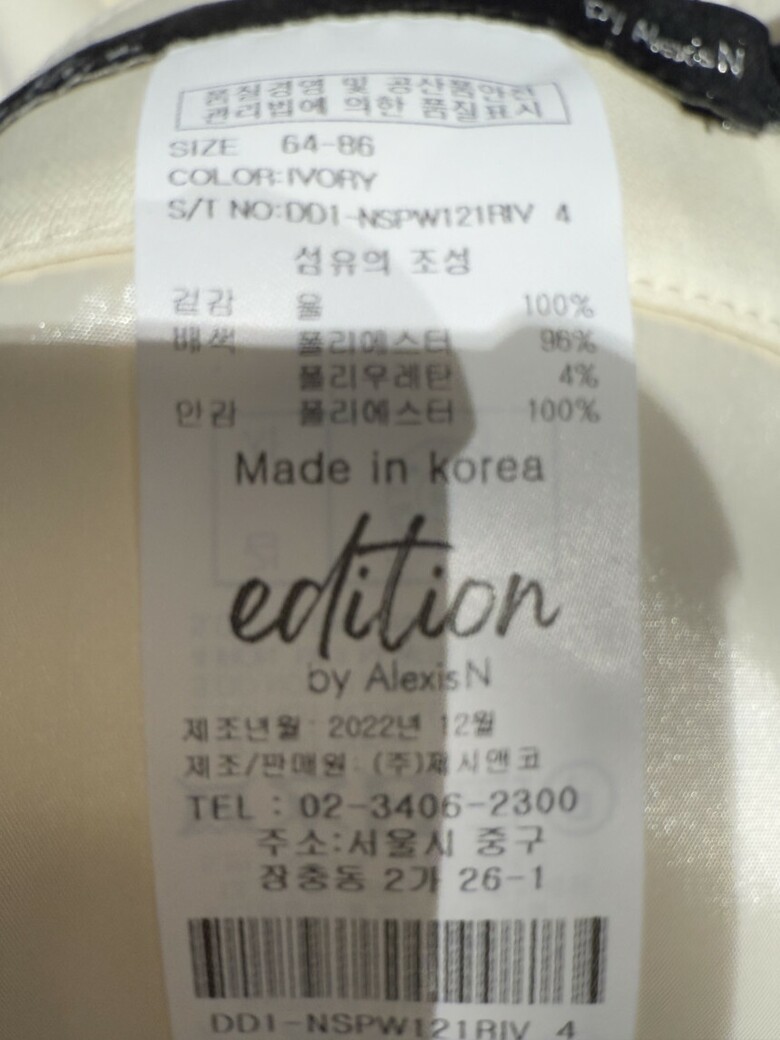 by AlexisN
품질경영 및 공산품안전
관리법에 의한 품질표시
SIZE 64-86
COLOR:IVORY
S/T NO:DD1-NSPW121RIV 4
섬유의 조성
겉감 울 100%
배색 폴리에스터 96%
폴리우레탄 4%
안감 폴리에스터 100%
Made in korea
edition
by AlexisN
제조년월: 2022년 12월
제조/판매원: (주)제시앤코
TEL : 02-3406-2300
주소:서울시 중구
장충동 2가 26-1
DD1-NSPW121RIV 4